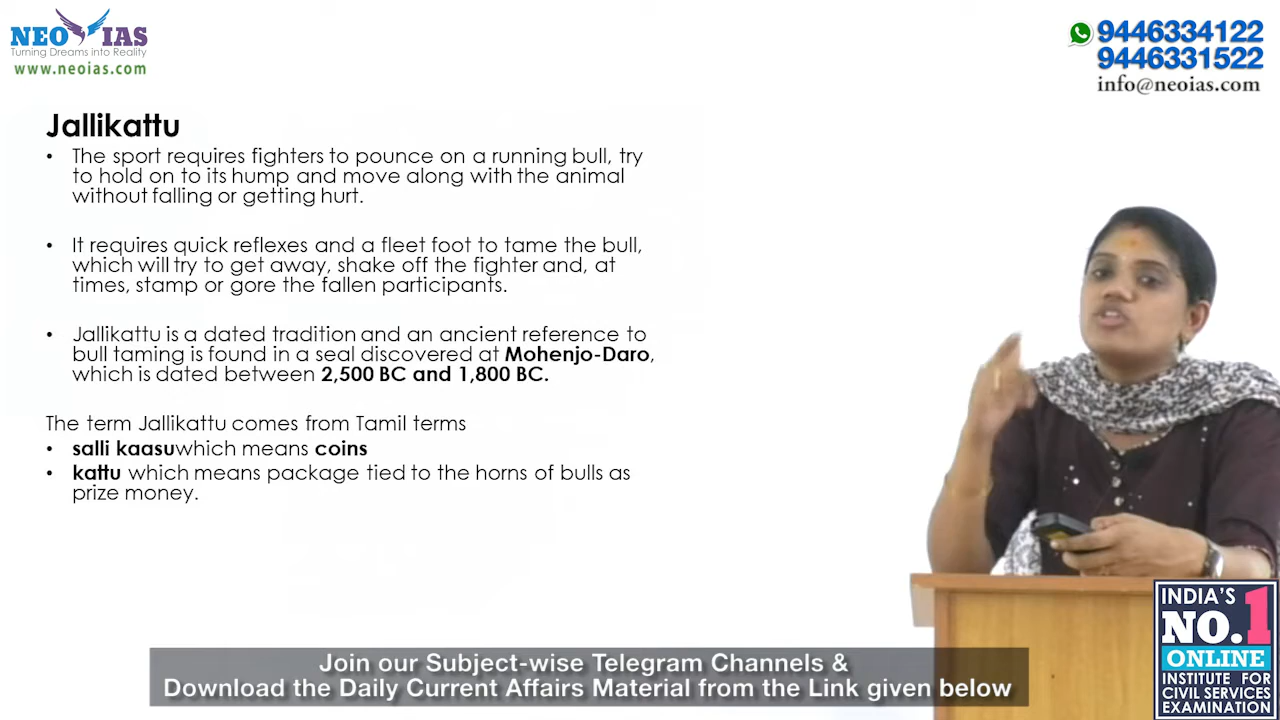 NEO IAS
Turning Dreams into Reality
www.neoias.com
9446334122
9446331522
info@neoias.com
Jallikattu
• The sport requires fighters to pounce on a running bull, try
to hold on to its hump and move along with the animal
without falling or getting hurt.
• It requires quick reflexes and a fleet foot to tame the bull,
which will try to get away, shake off the fighter and, at
times, stamp or gore the fallen participants.
• Jallikattu is a dated tradition and an ancient reference to
bull taming is found in a seal discovered at Mohenjo-Daro,
which is dated between 2,500 BC and 1,800 BC.
The term Jallikattu comes from Tamil terms
• salli kaasuwhich means coins
• kattu which means package tied to the horns of bulls as
prize money.
INDIA'S
NO.1
ONLINE
INSTITUTE FOR
CIVIL SERVICES
EXAMINATION
Join our Subject-wise Telegram Channels &
Download the Daily Current Affairs Material from the Link given below